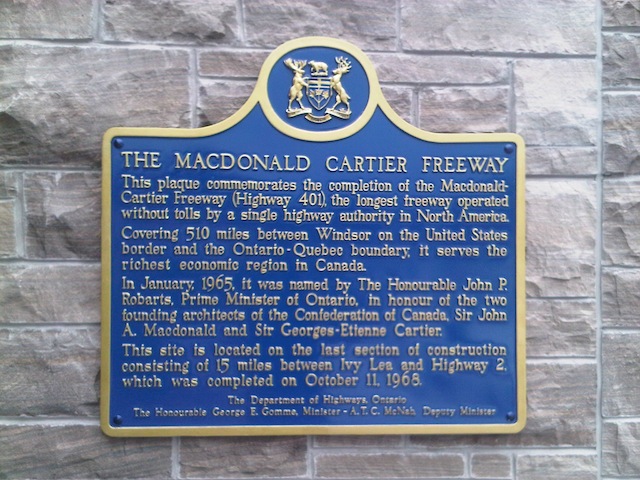 THE MACDONALD CARTIER FREEWAY
This plaque commemorates the completion of the Macdonald-
Cartier Freeway (Highway 401), the longest freeway operated
without tolls by a single highway authority in North America.
Covering 510 miles between Windsor on the United States
border and the Ontario-Quebec boundary, it serves the
richest economic region in Canada.
In January, 1965, it was named by The Honourable John P.
Robarts, Prime Minister of Ontario, in honour of the two
founding architects of the Confederation of Canada, Sir John
A. Macdonald and Sir Georges-Etienne Cartier.
This site is located on the last section of construction
consisting of 15 miles between Ivy Lea and Highway 2,
which was completed on October 11, 1968.
The Department of Highways, Ontario
The Honourable George E. Gomme, Minister - A.T.C. McNab, Deputy Minister